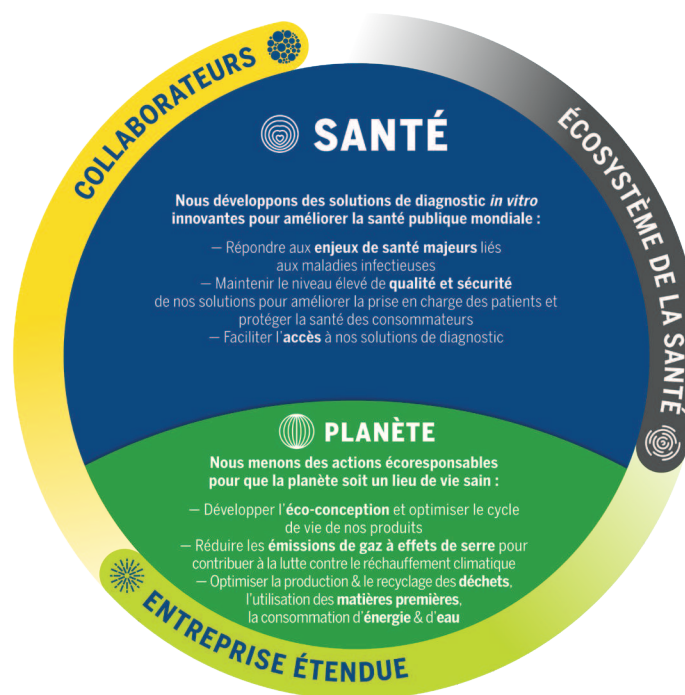 COLLABORATEURS
ÉCOSYSTÈME DE LA SANTÉ
SANTÉ
Nous développons des solutions de diagnostic in vitro
innovantes pour améliorer la santé publique mondiale :
– Répondre aux enjeux de santé majeurs liés
aux maladies infectieuses
– Maintenir le niveau élevé de qualité et sécurité
de nos solutions pour améliorer la prise en charge des patients et
protéger la santé des consommateurs
– Faciliter l'accès à nos solutions de diagnostic
PLANÈTE
Nous menons des actions écoresponsables
pour que la planète soit un lieu de vie sain :
– Développer l'éco-conception et optimiser le cycle
de vie de nos produits
– Réduire les émissions de gaz à effets de serre pour
contribuer à la lutte contre le réchauffement climatique
– Optimiser la production & le recyclage des déchets,
l'utilisation des matières premières,
la consommation d'énergie & d'eau
ENTREPRISE ÉTENDUE